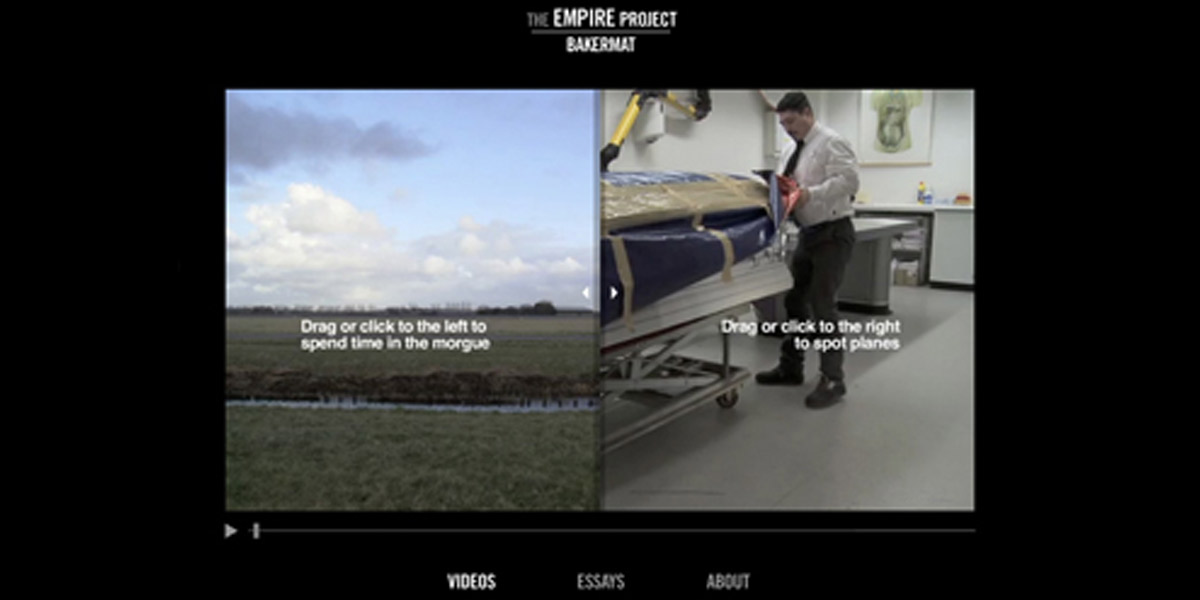 THE EMPIRE PROJECT
BAKERMAT
Drag or click to the left to
spend time in the morgue
Drag or click to the right
to spot planes
VIDEOS
ESSAYS
ABOUT